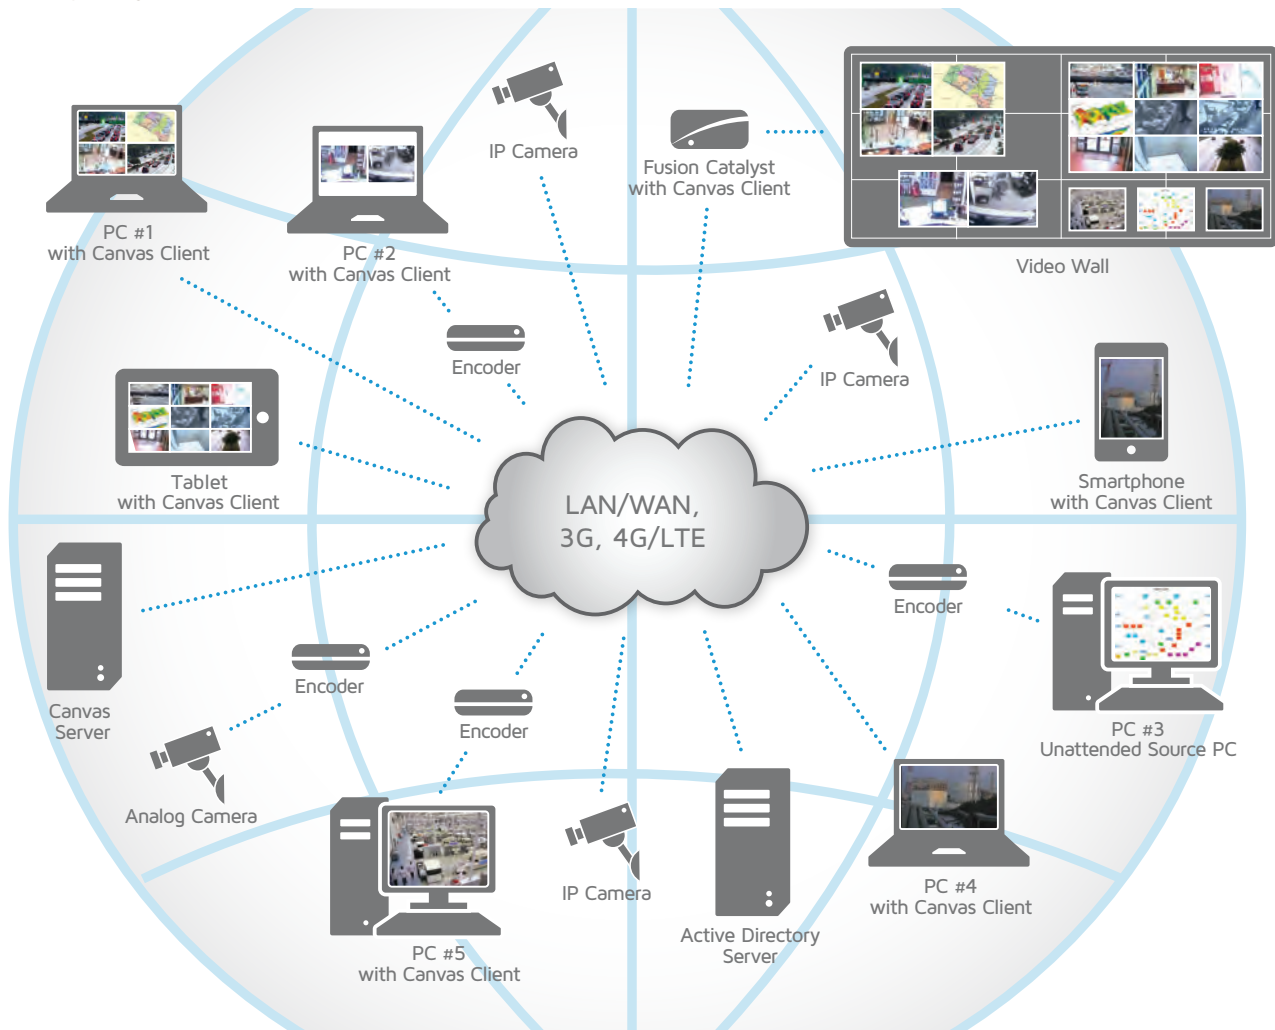 IP Camera
Fusion Catalyst
with Canvas Client
PC #1
with Canvas Client
PC #2
with Canvas Client
Video Wall
Encoder
IP Camera
Tablet
with Canvas Client
Smartphone
with Canvas Client
LAN/WAN,
3G, 4G/LTE
Encoder
Encoder
Canvas
Server
Encoder
PC #3
Unattended Source PC
Analog Camera
IP Camera
PC #4
with Canvas Client
Active Directory
Server
PC #5
with Canvas Client